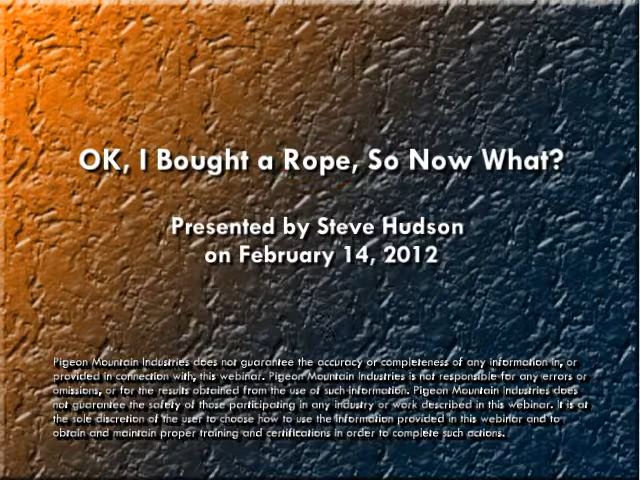 OK, I Bought a Rope, So Now What?
Presented by Steve Hudson
on February 14, 2012
Pigeon Mountain Industries does not guarantee the accuracy or completeness of any information in, or
provided in connection with, this webinar. Pigeon Mountain Industries is not responsible for any errors or
omissions, or for the results obtained from the use of such information. Pigeon Mountain Industries does
not guarantee the safety of those participating in any industry or work described in this webinar. It is at
the sole discretion of the user to choose how to use the information provided in this webinar and to
obtain and maintain proper training and certifications in order to complete such actions.